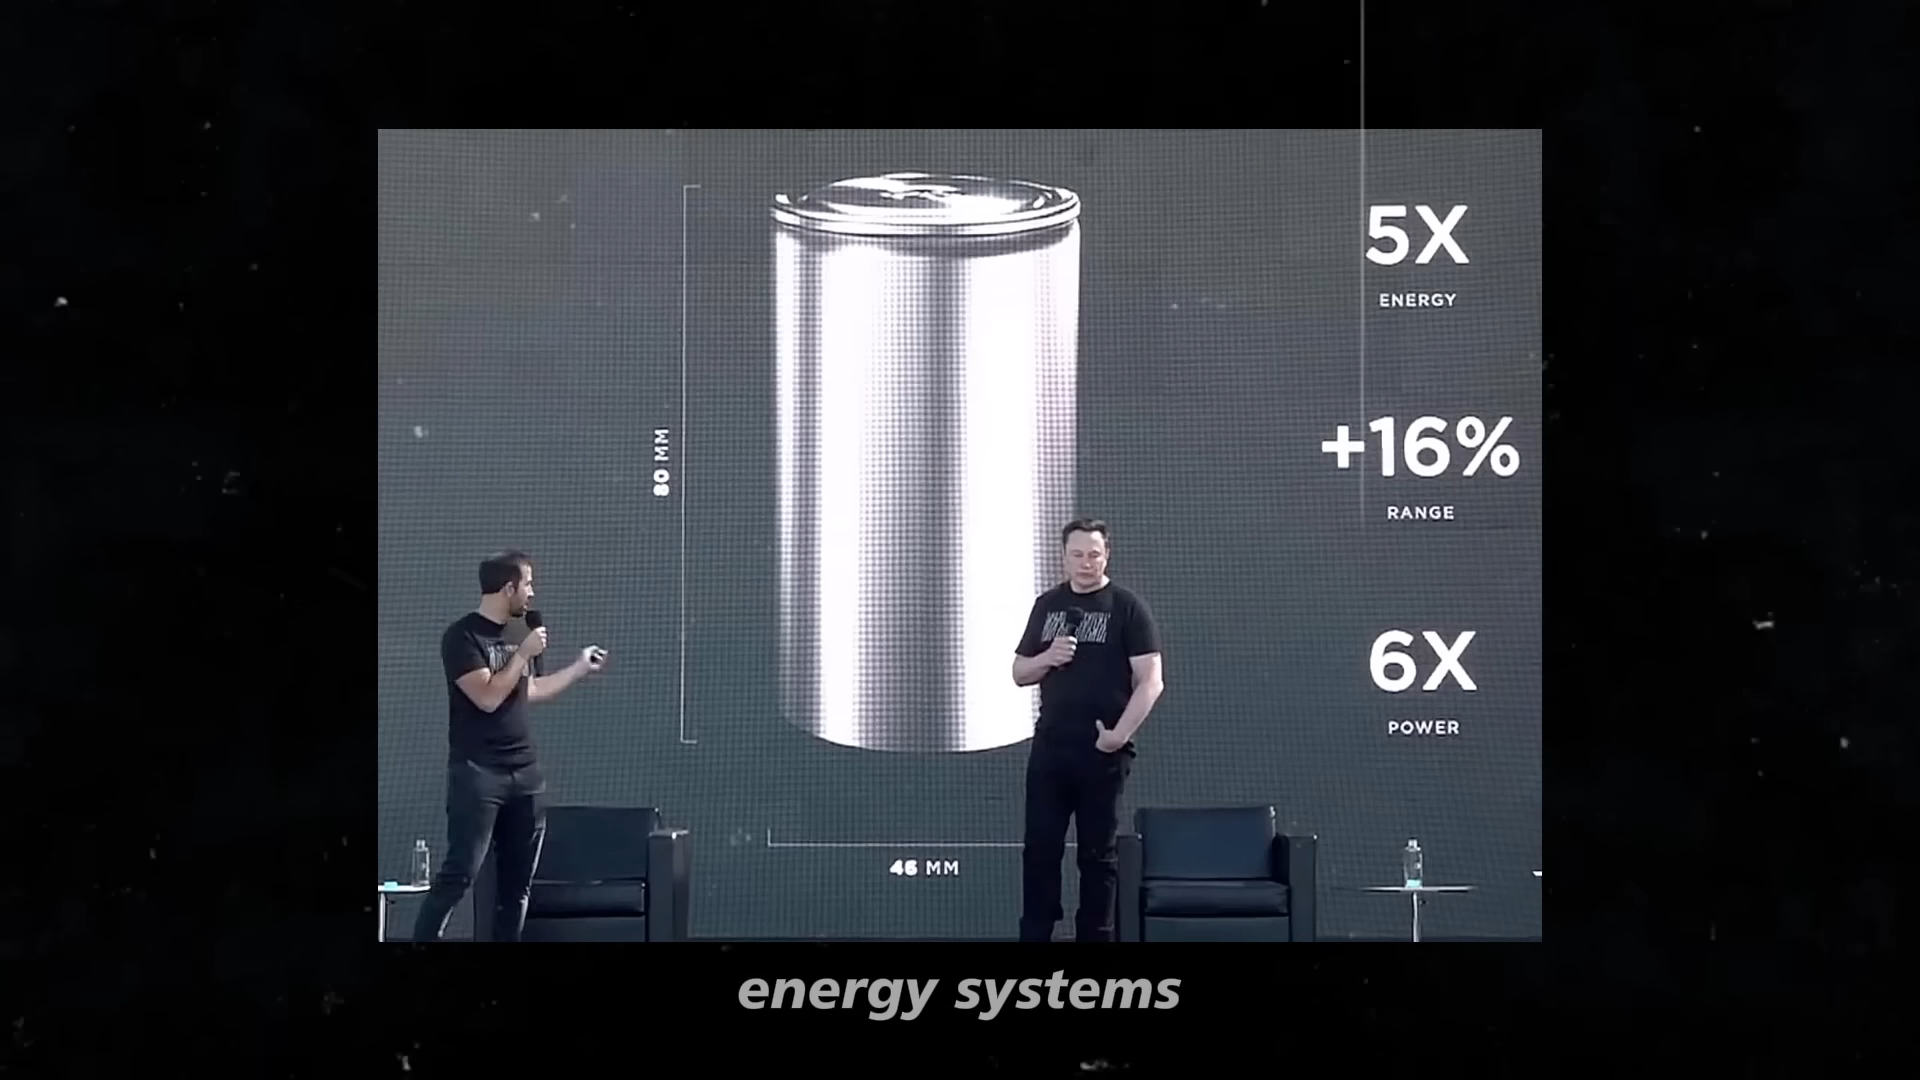 5X
ENERGY
+16%
RANGE
6X
POWER
80 MM
46 MM
energy systems